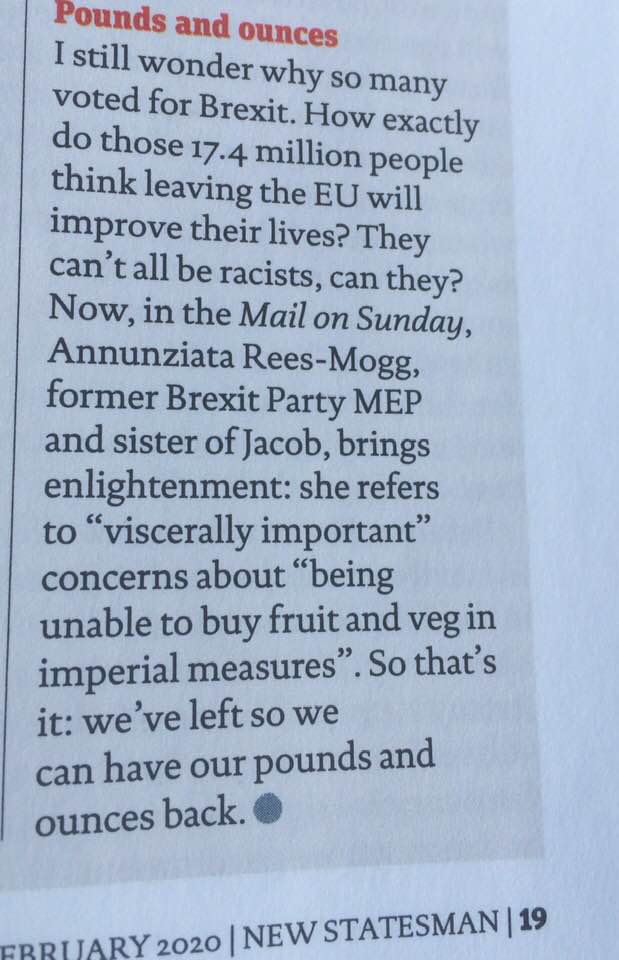 Pounds and ounces
I still wonder why so many
voted for Brexit. How exactly
do those 17.4 million people
think leaving the EU will
improve their lives? They
can't all be racists, can they?
Now, in the Mail on Sunday,
Annunziata Rees-Mogg,
former Brexit Party MEP
and sister of Jacob, brings
enlightenment: she refers
to “viscerally important”
concerns about “being
unable to buy fruit and veg in
imperial measures”. So that's
it: we've left so we
can have our pounds and
ounces back.
EBRUARY 2020 | NEW STATESMAN | 19